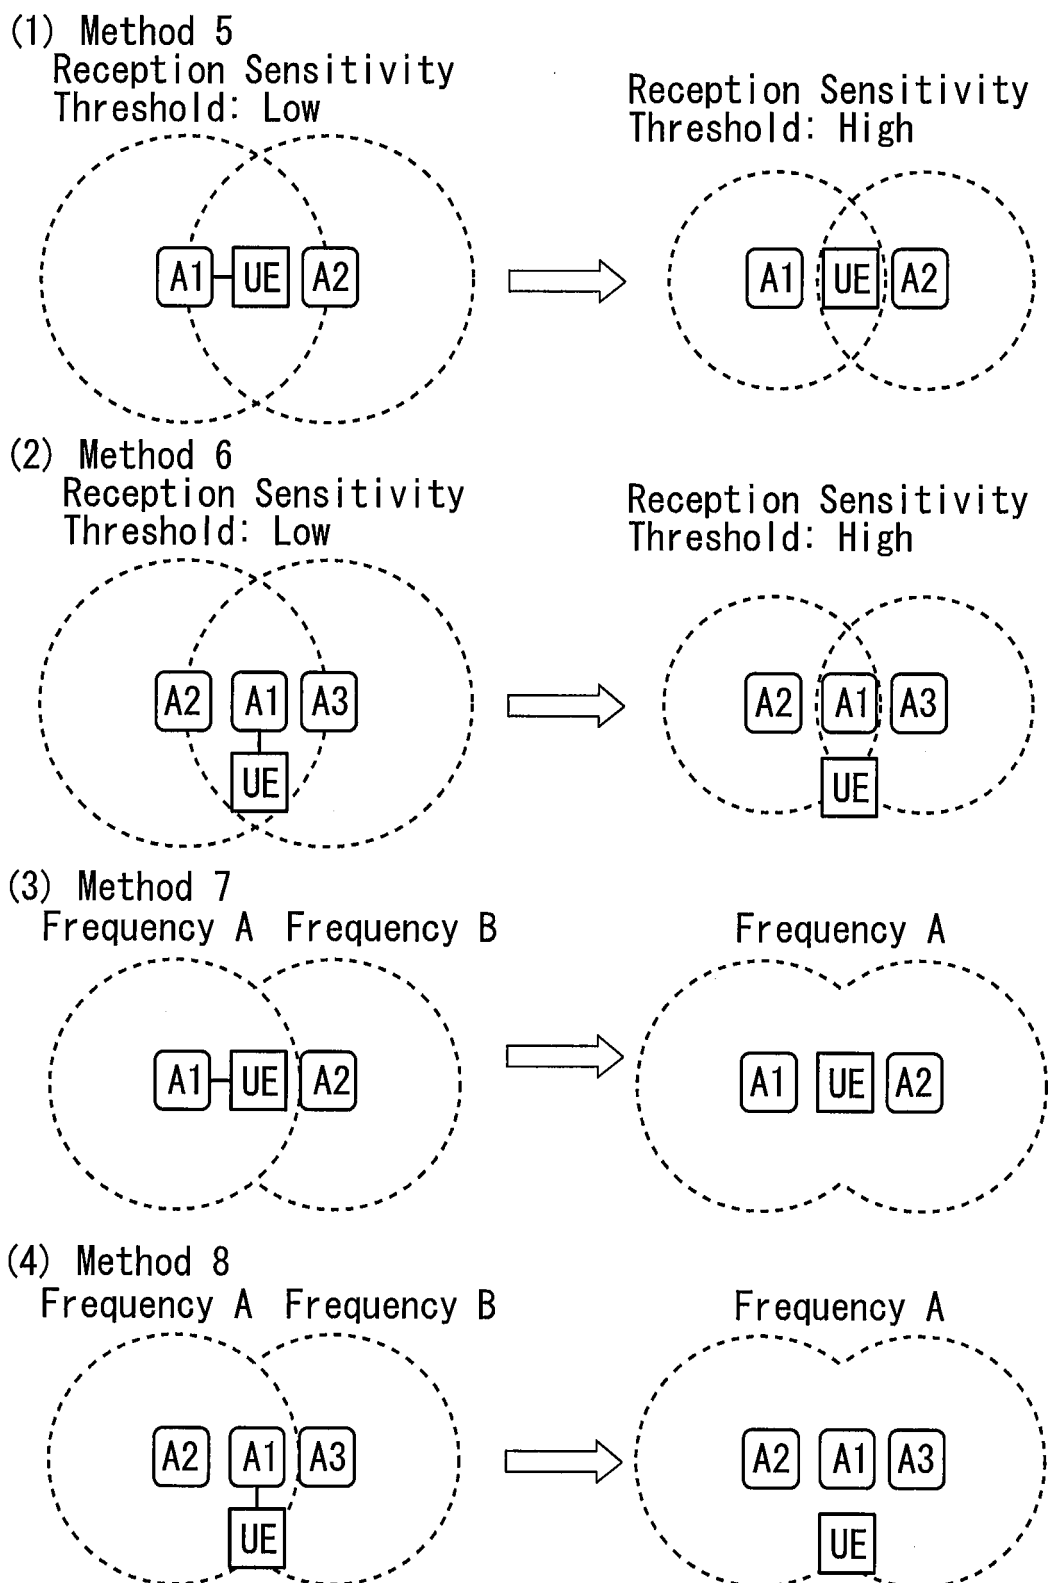 (1) Method 5
Reception Sensitivity
Threshold: Low
Reception Sensitivity
Threshold: High
A1 UE A2
A1 UE A2
(2) Method 6
Reception Sensitivity
Threshold: Low
Reception Sensitivity
Threshold: High
A2 A1 A3
UE
A2 A1 A3
UE
(3) Method 7
Frequency A Frequency B
Frequency A
A1 UE A2
A1 UE A2
(4) Method 8
Frequency A Frequency B
Frequency A
A2 A1 A3
UE
A2 A1 A3
UE